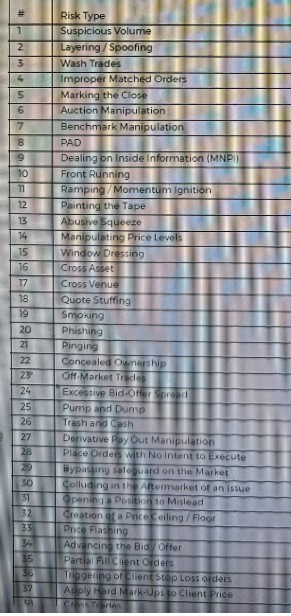 # Risk Type
1 Suspicious Volume
2 Layering / Spoofing
3 Wash Trades
4 Improper Matched Orders
5 Marking the Close
6 Auction Manipulation
7 Benchmark Manipulation
8 PAD
9 Dealing on Inside Information (MNPI)
10 Front Running
11 Ramping / Momentum Ignition
12 Painting the Tape
13 Abusive Squeeze
14 Manipulating Price Levels
15 Window Dressing
16 Cross Asset
17 Cross Venue
18 Quote Stuffing
19 Smoking
20 Phishing
21 Pinging
22 Concealed Ownership
23 Off-Market Trades
24 Excessive Bid-Offer Spread
25 Pump and Dump
26 Trash and Cash
27 Derivative Pay Out Manipulation
28 Place Orders with No Intent to Execute
29 Bypassing safeguard on the Market
30 Colluding in the Aftermarket of an Issue
31 Opening a Position to Mislead
32 Creation of a Price Ceiling / Floor
33 Price Flashing
34 Advancing the Bid / Offer
35 Partial Fill Client Orders
36 Triggering of Client Stop Loss orders
37 Apply Hard Mark-Ups to Client Price
38 Cross Trades